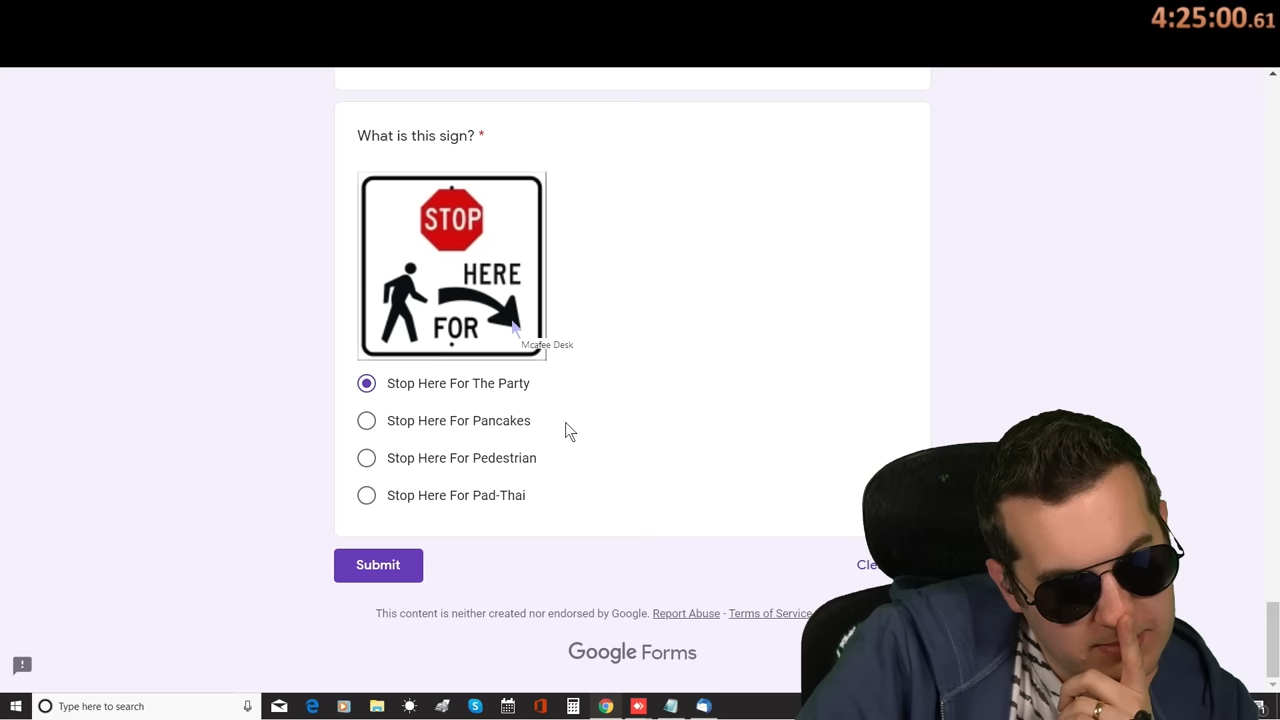 4:25:00.61
What is this sign? *
STOP
HERE
FOR
Mcafee Desk
Stop Here For The Party
Stop Here For Pancakes
Stop Here For Pedestrian
Stop Here For Pad-Thai
Submit
This content is neither created nor endorsed by Google. Report Abuse - Terms of Service
Google Forms
Type here to search